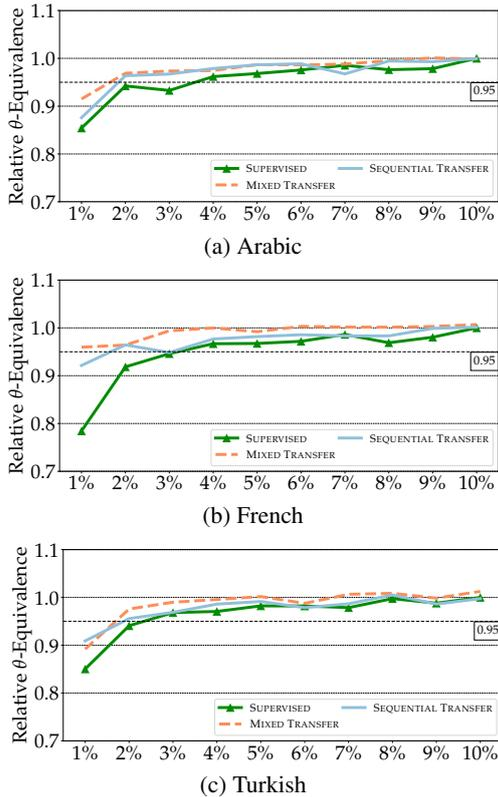 1.1
1.0
0.9
0.8
0.7
Relative θ-Equivalence
0.95
SUPERVISED SEQUENTIAL TRANSFER
MIXED TRANSFER
1% 2% 3% 4% 5% 6% 7% 8% 9% 10%
(a) Arabic
1.1
1.0
0.9
0.8
0.7
Relative θ-Equivalence
0.95
SUPERVISED SEQUENTIAL TRANSFER
MIXED TRANSFER
1% 2% 3% 4% 5% 6% 7% 8% 9% 10%
(b) French
1.1
1.0
0.9
0.8
0.7
Relative θ-Equivalence
0.95
SUPERVISED SEQUENTIAL TRANSFER
MIXED TRANSFER
1% 2% 3% 4% 5% 6% 7% 8% 9% 10%
(c) Turkish